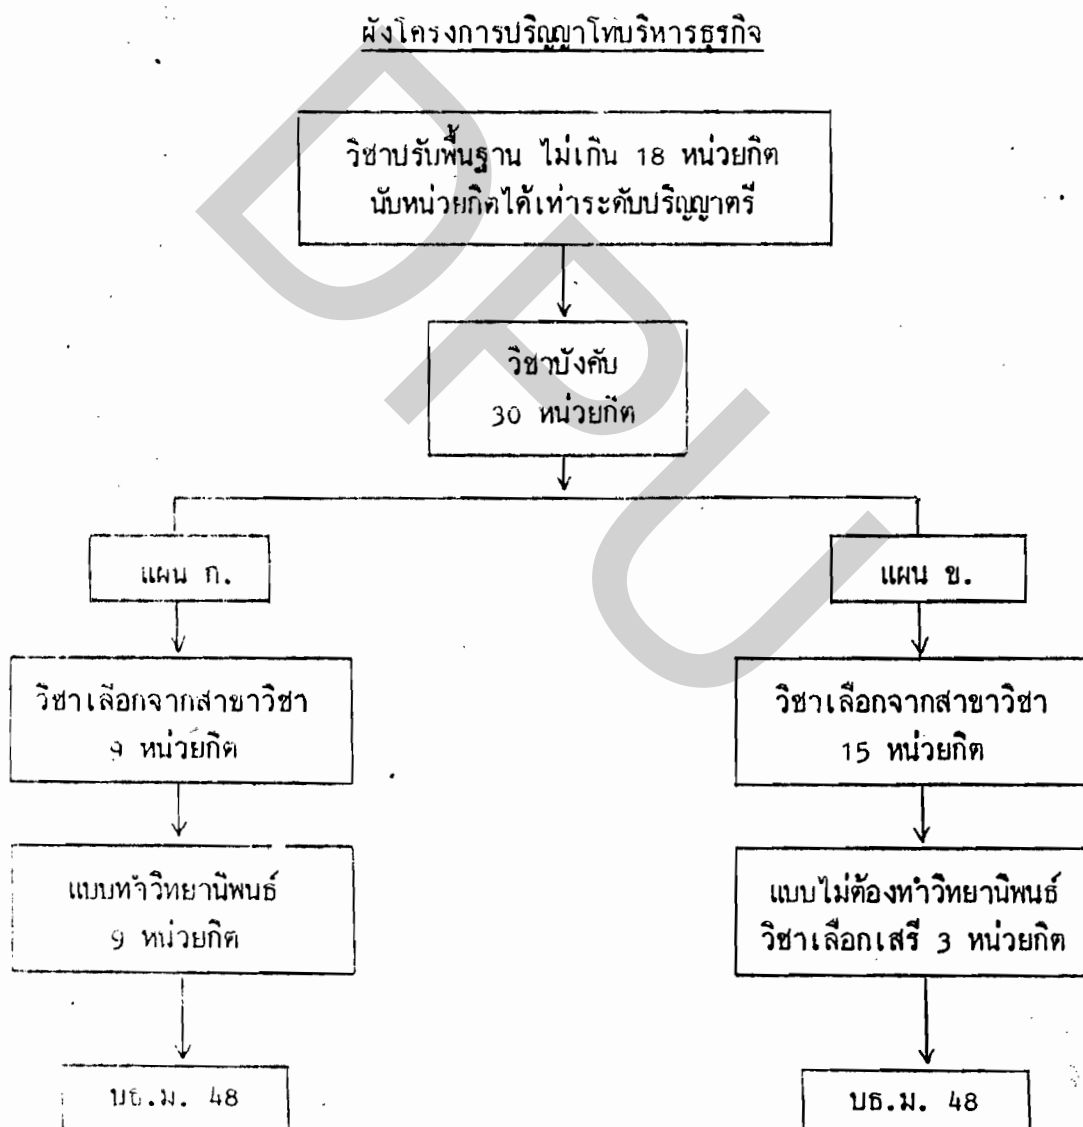 ผังโครงการปริญญาโทบริหารธุรกิจ
วิชาปรับพื้นฐาน ไม่เกิน 18 หน่วยกิต
นับหน่วยกิตได้เท่าระดับปริญญาตรี
วิชาบังคับ
30 หน่วยกิต
แผน ก.
แผน ข.
วิชาเลือกจากสาขาวิชา
9 หน่วยกิต
วิชาเลือกจากสาขาวิชา
15 หน่วยกิต
แบบทำวิทยานิพนธ์
9 หน่วยกิต
แบบไม่ต้องทำวิทยานิพนธ์
วิชาเลือกเสรี 3 หน่วยกิต
บธ.ม. 48
บธ.ม. 48
DPU